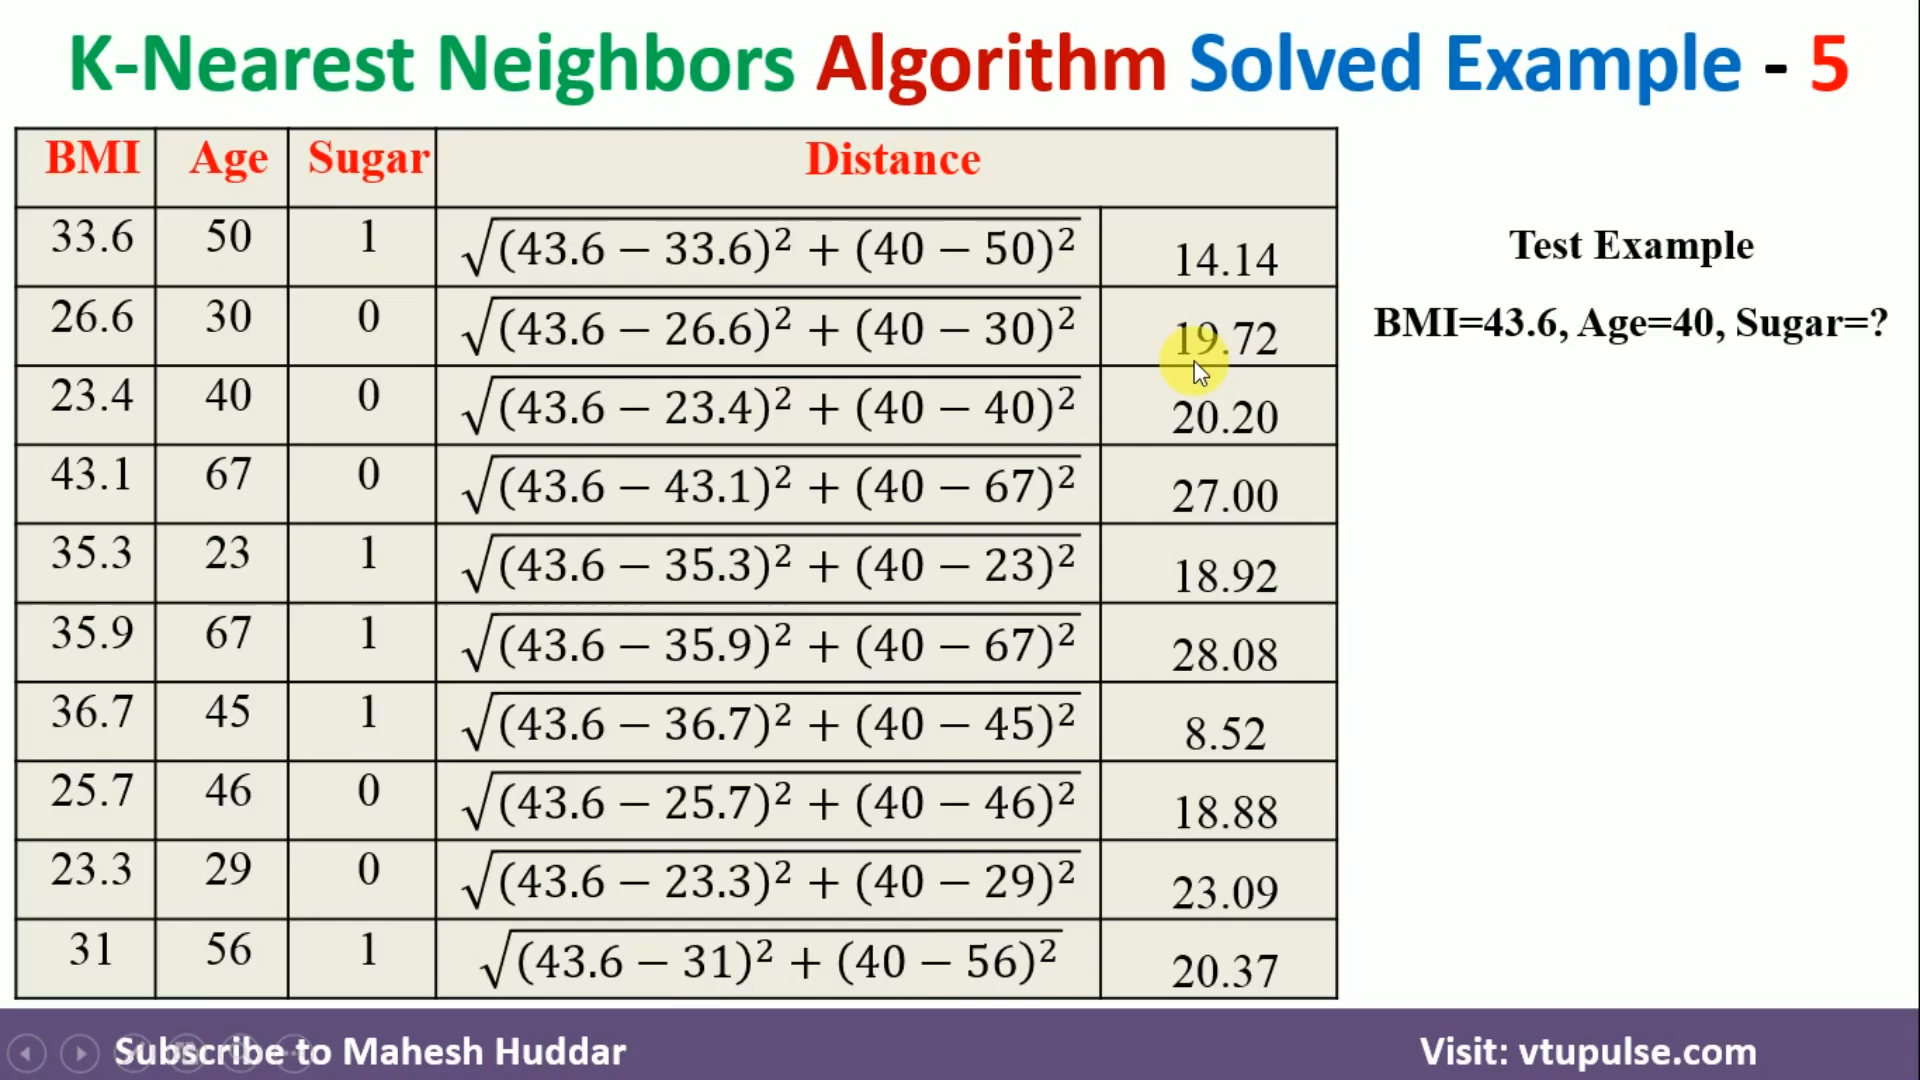 K-Nearest Neighbors Algorithm Solved Example - 5
BMI Age Sugar Distance
33.6 50 1 √(43.6 − 33.6)² + (40 − 50)² 14.14
26.6 30 0 √(43.6 − 26.6)² + (40 − 30)² 19.72
23.4 40 0 √(43.6 − 23.4)² + (40 − 40)² 20.20
43.1 67 0 √(43.6 − 43.1)² + (40 − 67)² 27.00
35.3 23 1 √(43.6 − 35.3)² + (40 − 23)² 18.92
35.9 67 1 √(43.6 − 35.9)² + (40 − 67)² 28.08
36.7 45 1 √(43.6 − 36.7)² + (40 − 45)² 8.52
25.7 46 0 √(43.6 − 25.7)² + (40 − 46)² 18.88
23.3 29 0 √(43.6 − 23.3)² + (40 − 29)² 23.09
31 56 1 √(43.6 − 31)² + (40 − 56)² 20.37
Test Example
BMI=43.6, Age=40, Sugar=?
Subscribe to Mahesh Huddar
Visit: vtupulse.com